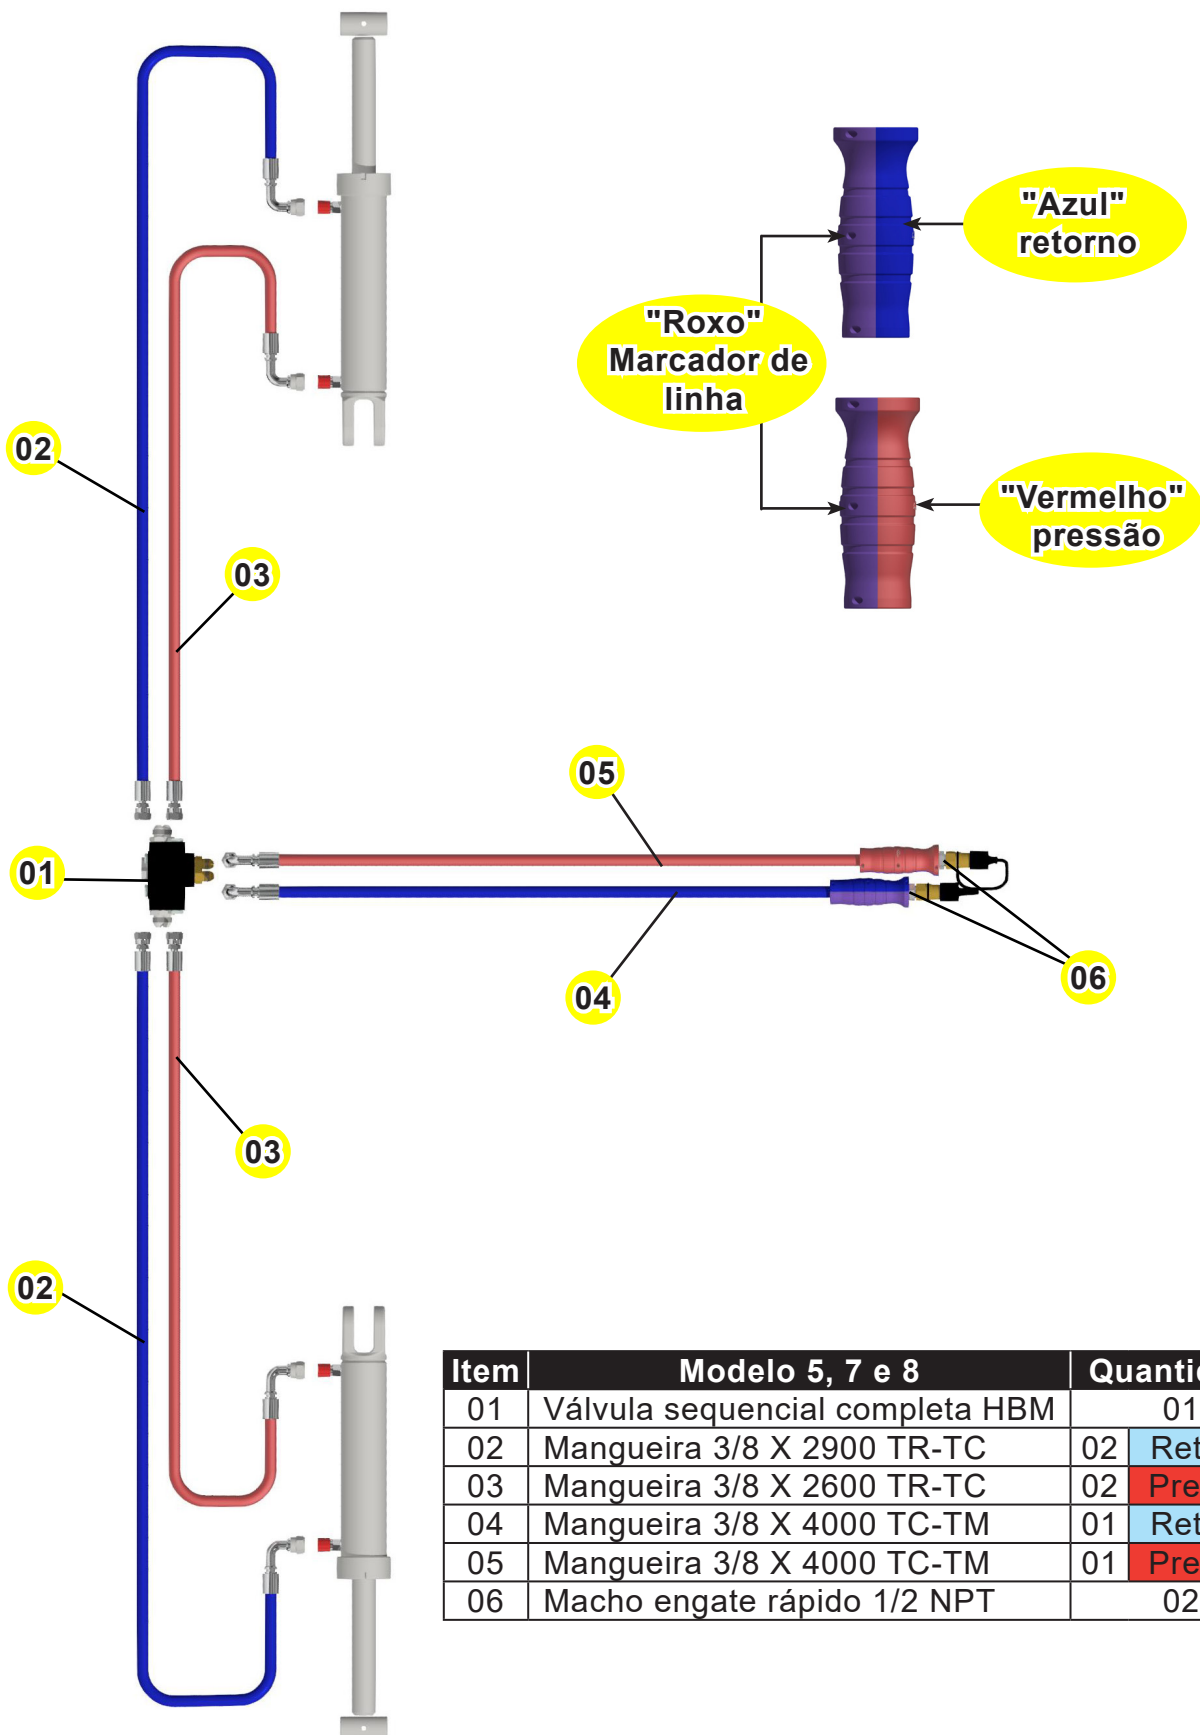 "Azul"
retorno
"Roxo"
Marcador de
linha
"Vermelho"
pressão
02
03
05
01
04
06
03
02
Item Modelo 5, 7 e 8
01 Válvula sequencial completa HBM 01
02 Mangueira 3/8 X 2900 TR-TC 02
03 Mangueira 3/8 X 2600 TR-TC 02
04 Mangueira 3/8 X 4000 TC-TM 01
05 Mangueira 3/8 X 4000 TC-TM 01
06 Macho engate rápido 1/2 NPT 02